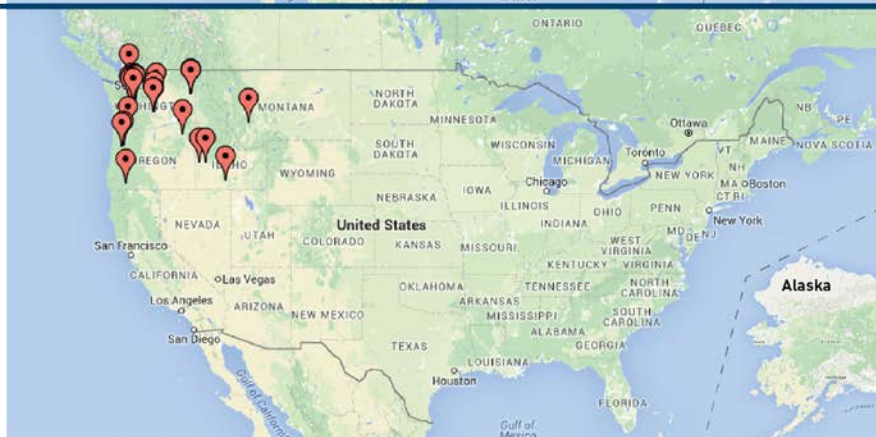 ONTARIO
QUEBEC
NORTH
DAKOTA
MONTANA
MINNESOTA
Ottawa
NB
PE
MAINE
NOVA SCOTIA
SOUTH
DAKOTA
WISCONSIN
MICHIGAN
Toronto
VT
NH
NEW YORK
MA
Boston
CT
RI
WYOMING
IOWA
Chicago
NEBRASKA
ILLINOIS
INDIANA
OHIO
PENN
New York
MD
DE
NJ
NEVADA
UTAH
COLORADO
United States
KANSAS
MISSOURI
WEST
VIRGINIA
KENTUCKY
VIRGINIA
San Francisco
CALIFORNIA
Las Vegas
Los Angeles
ARIZONA
NEW MEXICO
OKLAHOMA
ARKANSAS
TENNESSEE
NORTH
CAROLINA
MISSISSIPPI
SOUTH
CAROLINA
ALABAMA
GEORGIA
San Diego
TEXAS
LOUISIANA
Houston
FLORIDA
Gulf of
Mexico
Gulf of California
Alaska